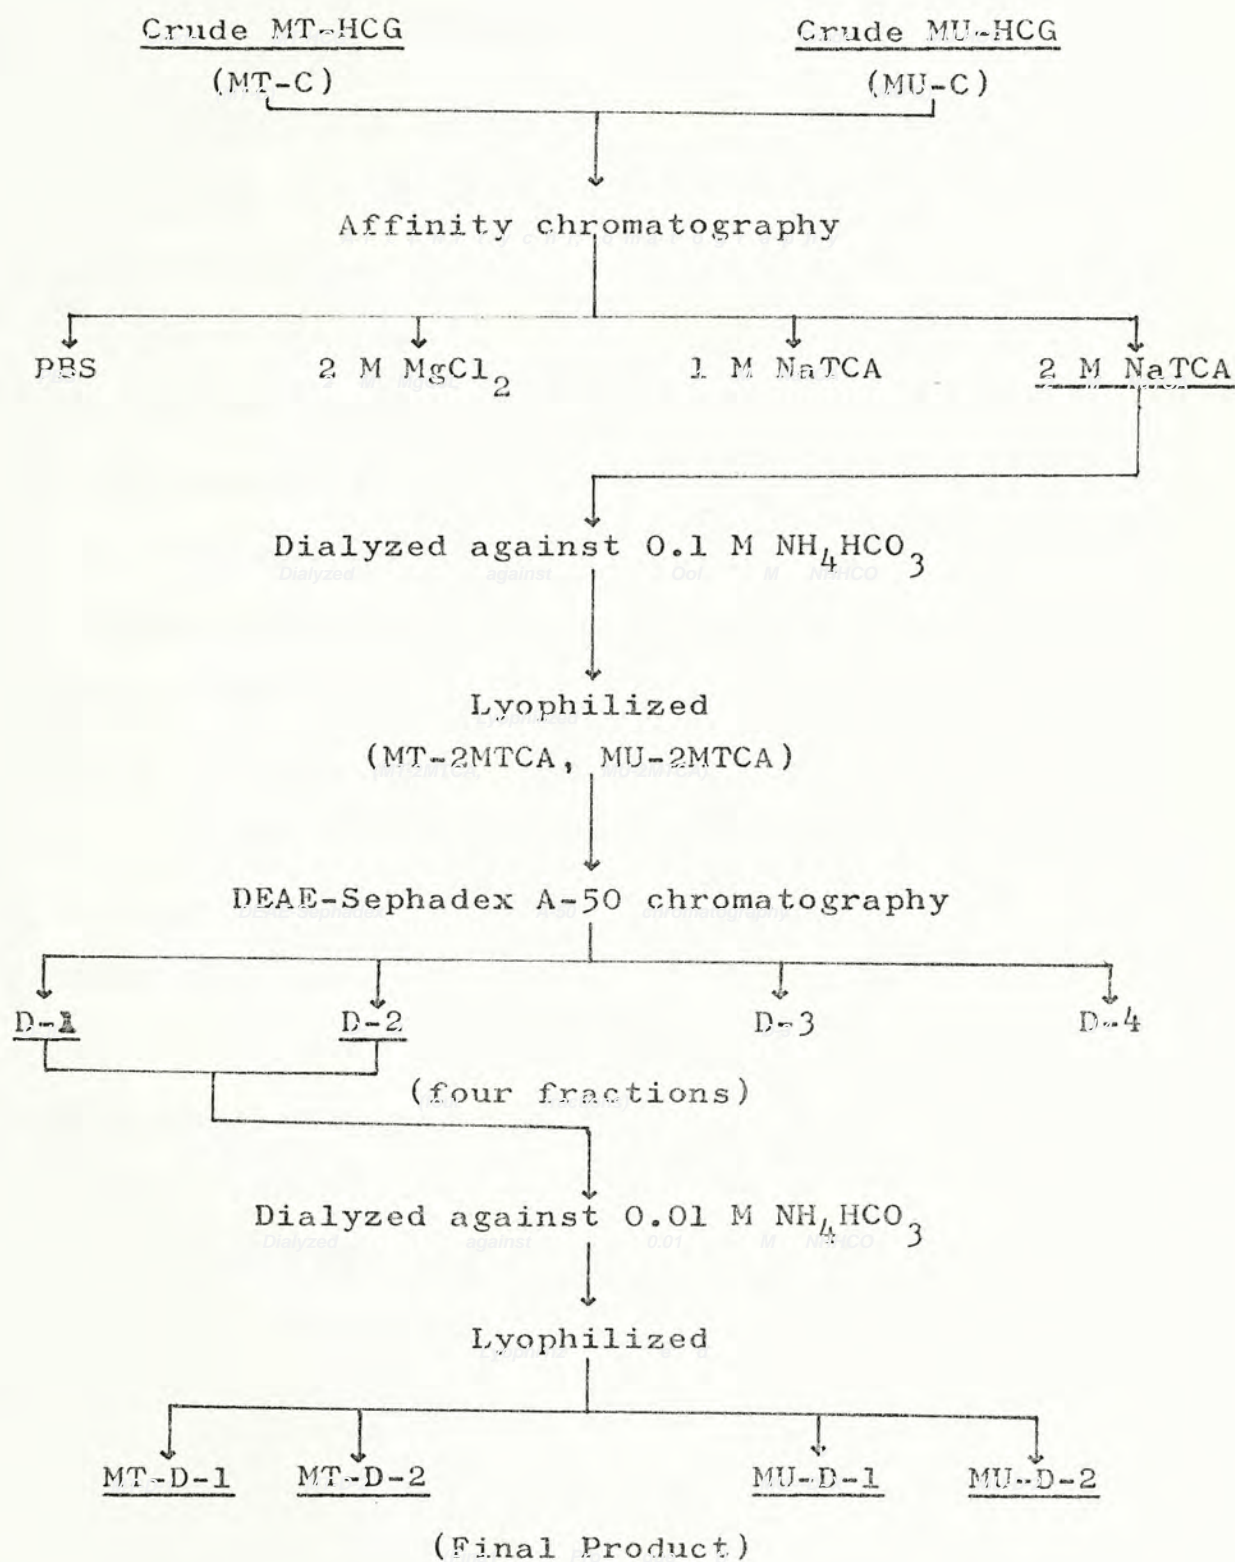 Crude MT-HCG Crude MU-HCG
(MT-C) (MU-C)
Affinity chromatography
PBS 2 M MgCl₂ 1 M NaTCA 2 M NaTCA
Dialyzed against 0.1 M NH₄HCO₃
Lyophilized
(MT-2MTCA, MU-2MTCA)
DEAE-Sephadex A-50 chromatography
D-1 D-2 D-3 D-4
(four fractions)
Dialyzed against 0.01 M NH₄HCO₃
Lyophilized
MT-D-1 MT-D-2 MU-D-1 MU-D-2
(Final Product)